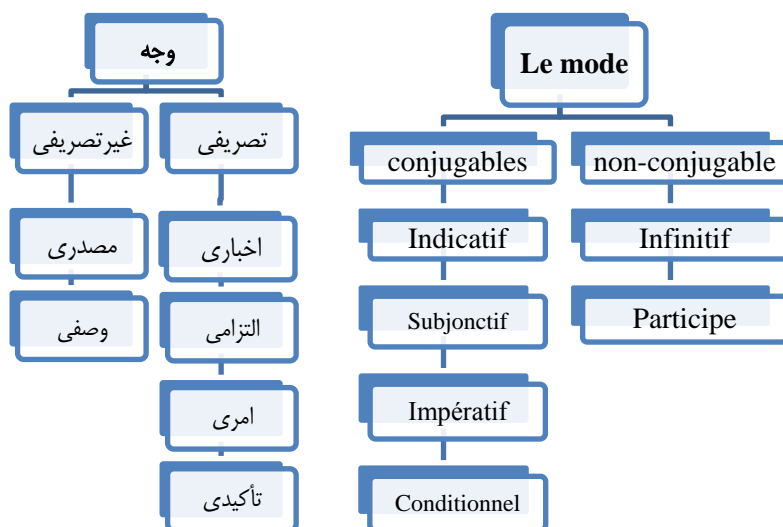 وجه
تصریفی
غیرتصریفی
اخباری
مصدری
التزامی
وصفی
امری
تأکیدی
Le mode
conjugables
non-conjugable
Indicatif
Infinitif
Subjonctif
Participe
Impératif
Conditionnel